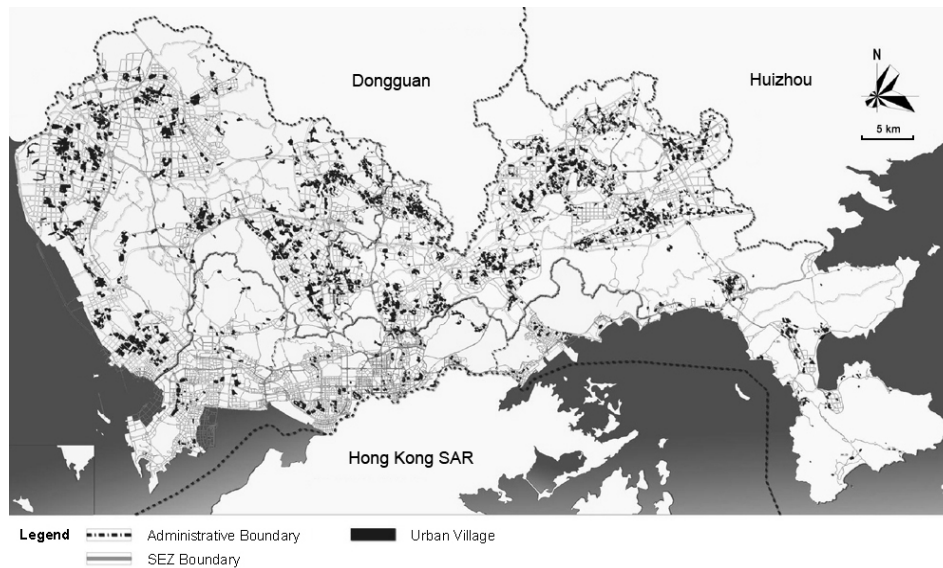 Dongguan
Huizhou
N
5 km
Hong Kong SAR
Legend
Administrative Boundary
Urban Village
SEZ Boundary